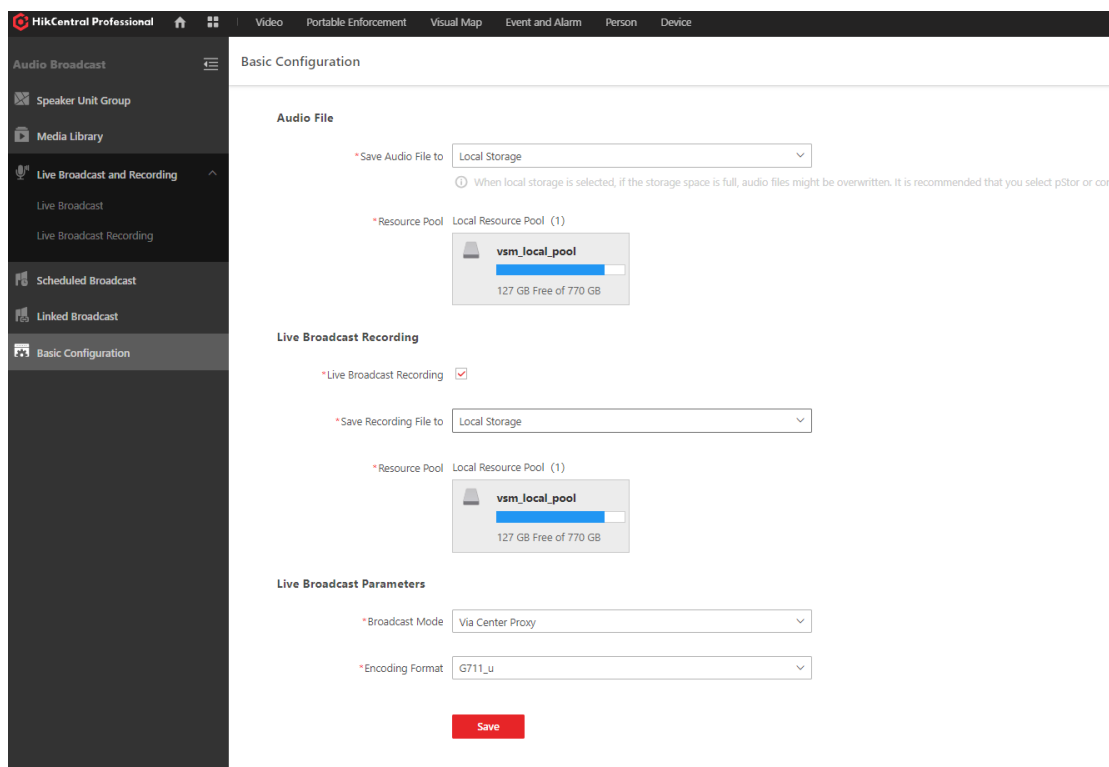 HikCentral Professional Video Portable Enforcement Visual Map Event and Alarm Person Device
Audio Broadcast
Speaker Unit Group
Media Library
Live Broadcast and Recording
Live Broadcast
Live Broadcast Recording
Scheduled Broadcast
Linked Broadcast
Basic Configuration
Basic Configuration
Audio File
*Save Audio File to Local Storage
When local storage is selected, if the storage space is full, audio files might be overwritten. It is recommended that you select pStor or cor
*Resource Pool Local Resource Pool (1)
vsm_local_pool
127 GB Free of 770 GB
Live Broadcast Recording
*Live Broadcast Recording
*Save Recording File to Local Storage
*Resource Pool Local Resource Pool (1)
vsm_local_pool
127 GB Free of 770 GB
Live Broadcast Parameters
*Broadcast Mode Via Center Proxy
*Encoding Format G711_u
Save